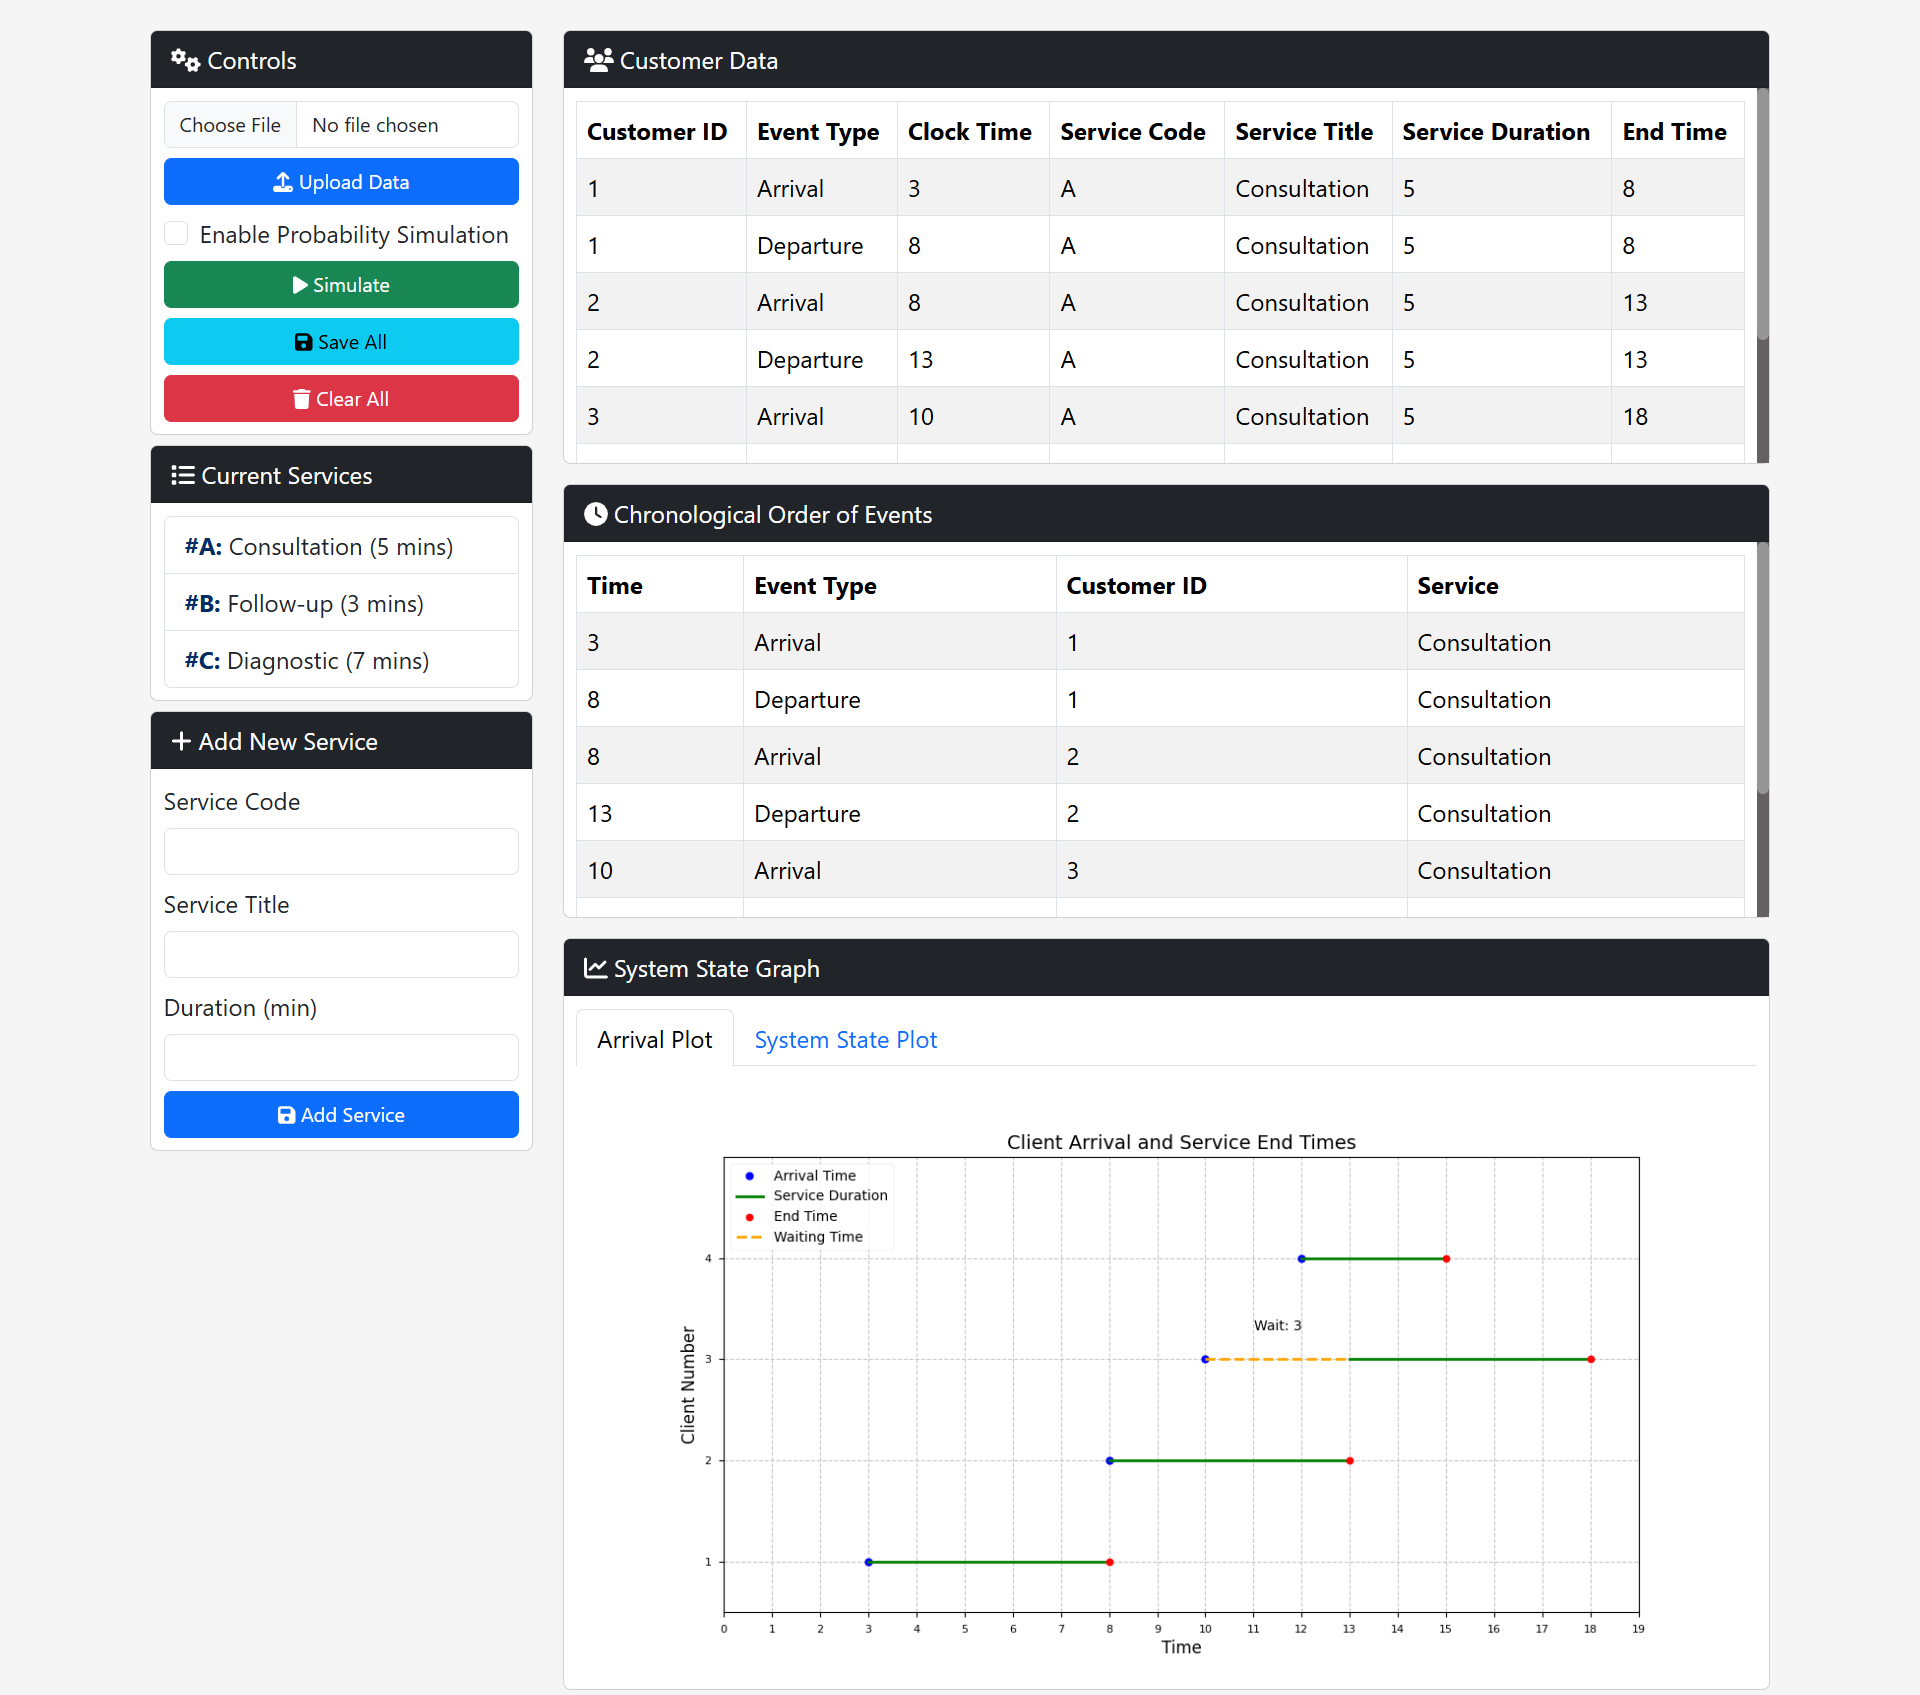 Controls
Choose File No file chosen
Upload Data
Enable Probability Simulation
Simulate
Save All
Clear All
Current Services
#A: Consultation (5 mins)
#B: Follow-up (3 mins)
#C: Diagnostic (7 mins)
Add New Service
Service Code
Service Title
Duration (min)
Add Service
Customer Data
Customer ID Event Type Clock Time Service Code Service Title Service Duration End Time
1 Arrival 3 A Consultation 5 8
1 Departure 8 A Consultation 5 8
2 Arrival 8 A Consultation 5 13
2 Departure 13 A Consultation 5 13
3 Arrival 10 A Consultation 5 18
Chronological Order of Events
Time Event Type Customer ID Service
3 Arrival 1 Consultation
8 Departure 1 Consultation
8 Arrival 2 Consultation
13 Departure 2 Consultation
10 Arrival 3 Consultation
System State Graph
Arrival Plot System State Plot
Client Arrival and Service End Times
Arrival Time
Service Duration
End Time
Waiting Time
4
Wait: 3
3
Client Number
2
1
0 1 2 3 4 5 6 7 8 9 10 11 12 13 14 15 16 17 18 19
Time